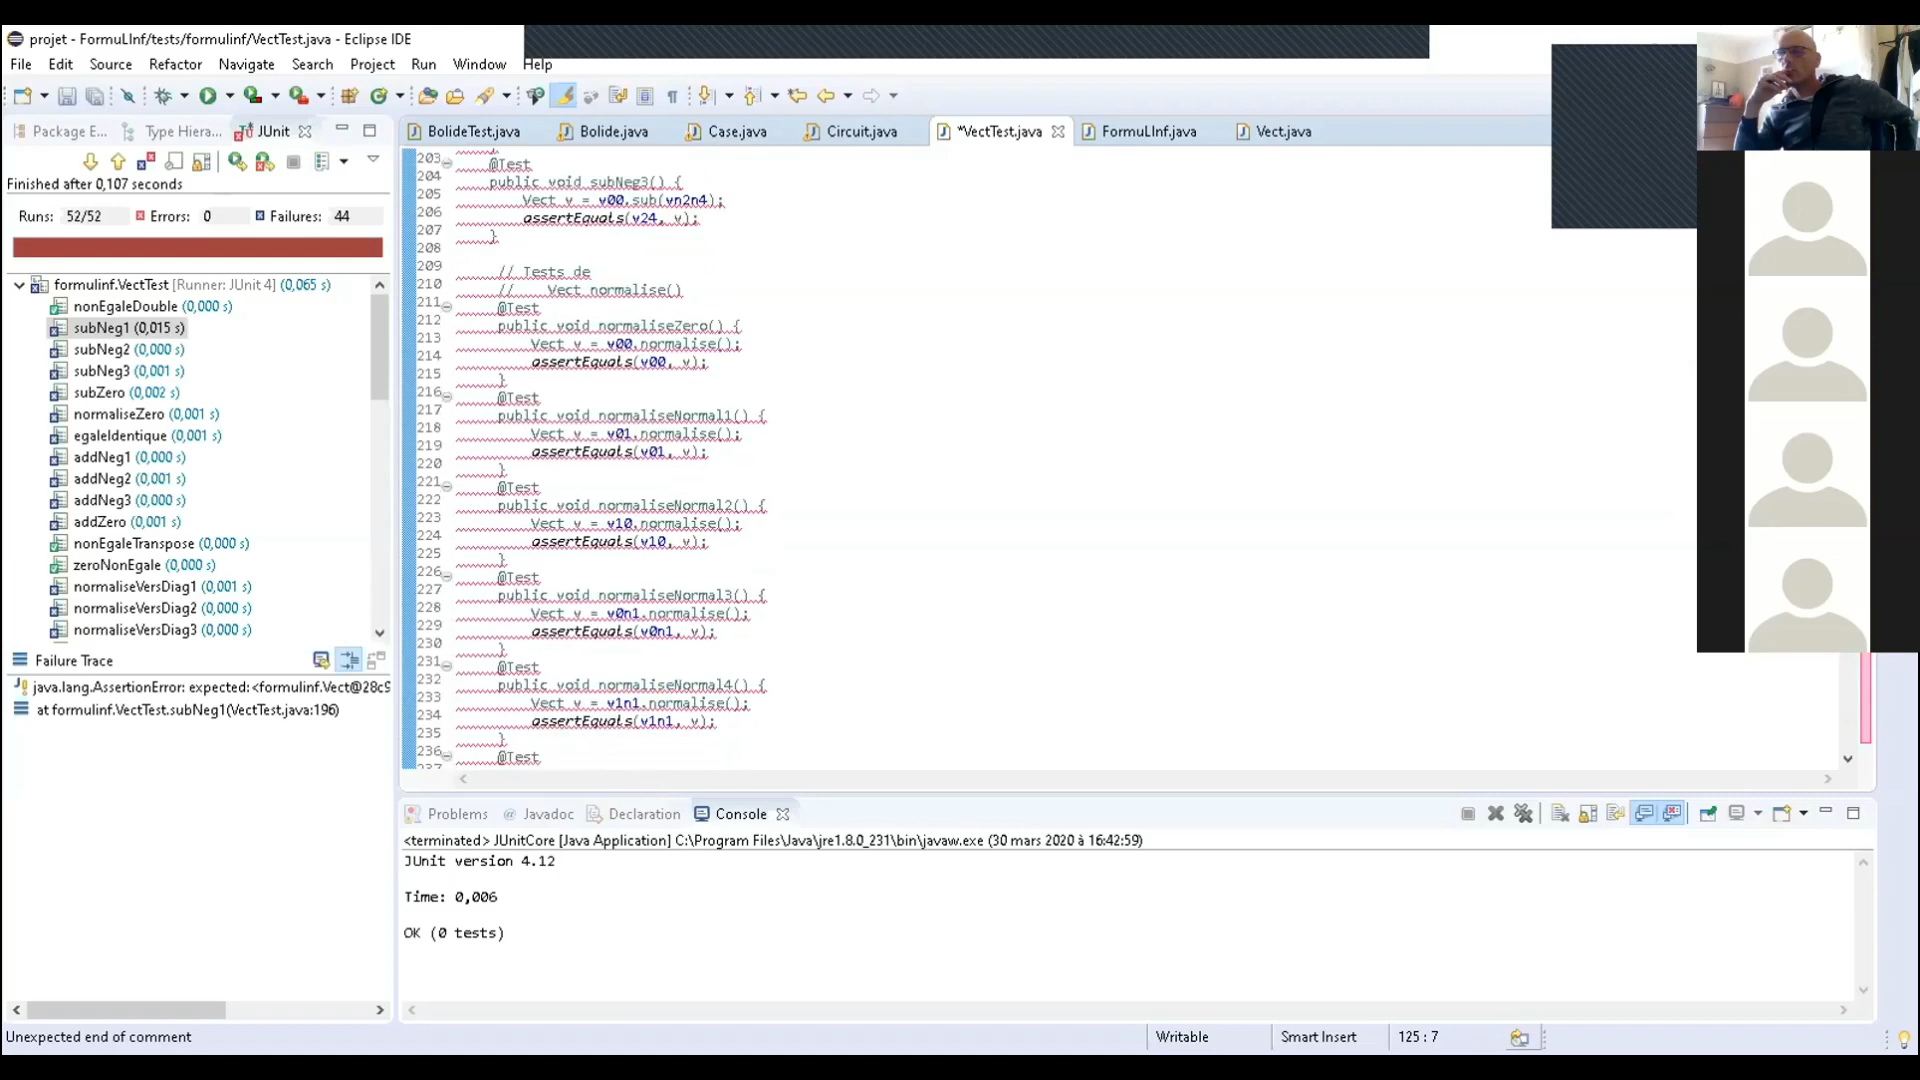 projet - FormuLInf/tests/formulinf/VectTest.java - Eclipse IDE
File Edit Source Refactor Navigate Search Project Run Window Help
Package E... Type Hiera... JUnit
BolideTest.java Bolide.java Case.java Circuit.java *VectTest.java FormuLInf.java Vect.java
Finished after 0,107 seconds
Runs: 52/52 Errors: 0 Failures: 44
formulinf.VectTest [Runner: JUnit 4] (0,065 s)
nonEgaleDouble (0,000 s)
subNeg1 (0,015 s)
subNeg2 (0,000 s)
subNeg3 (0,001 s)
subZero (0,002 s)
normaliseZero (0,001 s)
egaleIdentique (0,001 s)
addNeg1 (0,000 s)
addNeg2 (0,001 s)
addNeg3 (0,000 s)
addZero (0,001 s)
nonEgaleTranspose (0,000 s)
zeroNonEgale (0,000 s)
normaliseVersDiag1 (0,001 s)
normaliseVersDiag2 (0,000 s)
normaliseVersDiag3 (0,000 s)
Failure Trace
java.lang.AssertionError: expected:<formulinf.Vect@28c9
at formulinf.VectTest.subNeg1(VectTest.java:196)
203 }
204 @Test
205 public void subNeg3() {
206 Vect v = v00.sub(vn2n4);
207 assertEquals(v24, v);
208 }
209
210 // Tests de
211 // Vect normalise()
212 @Test
213 public void normaliseZero() {
214 Vect v = v00.normalise();
215 assertEquals(v00, v);
216 }
217 @Test
218 public void normaliseNormal1() {
219 Vect v = v01.normalise();
220 assertEquals(v01, v);
221 }
222 @Test
223 public void normaliseNormal2() {
224 Vect v = v10.normalise();
225 assertEquals(v10, v);
226 }
227 @Test
228 public void normaliseNormal3() {
229 Vect v = v0n1.normalise();
230 assertEquals(v0n1, v);
231 }
232 @Test
233 public void normaliseNormal4() {
234 Vect v = v1n1.normalise();
235 assertEquals(v1n1, v);
236 }
237 @Test
Problems @ Javadoc Declaration Console
<terminated> JUnitCore [Java Application] C:\Program Files\Java\jre1.8.0_231\bin\javaw.exe (30 mars 2020 à 16:42:59)
JUnit version 4.12
Time: 0,006
OK (0 tests)
Unexpected end of comment Writable Smart Insert 125 : 7